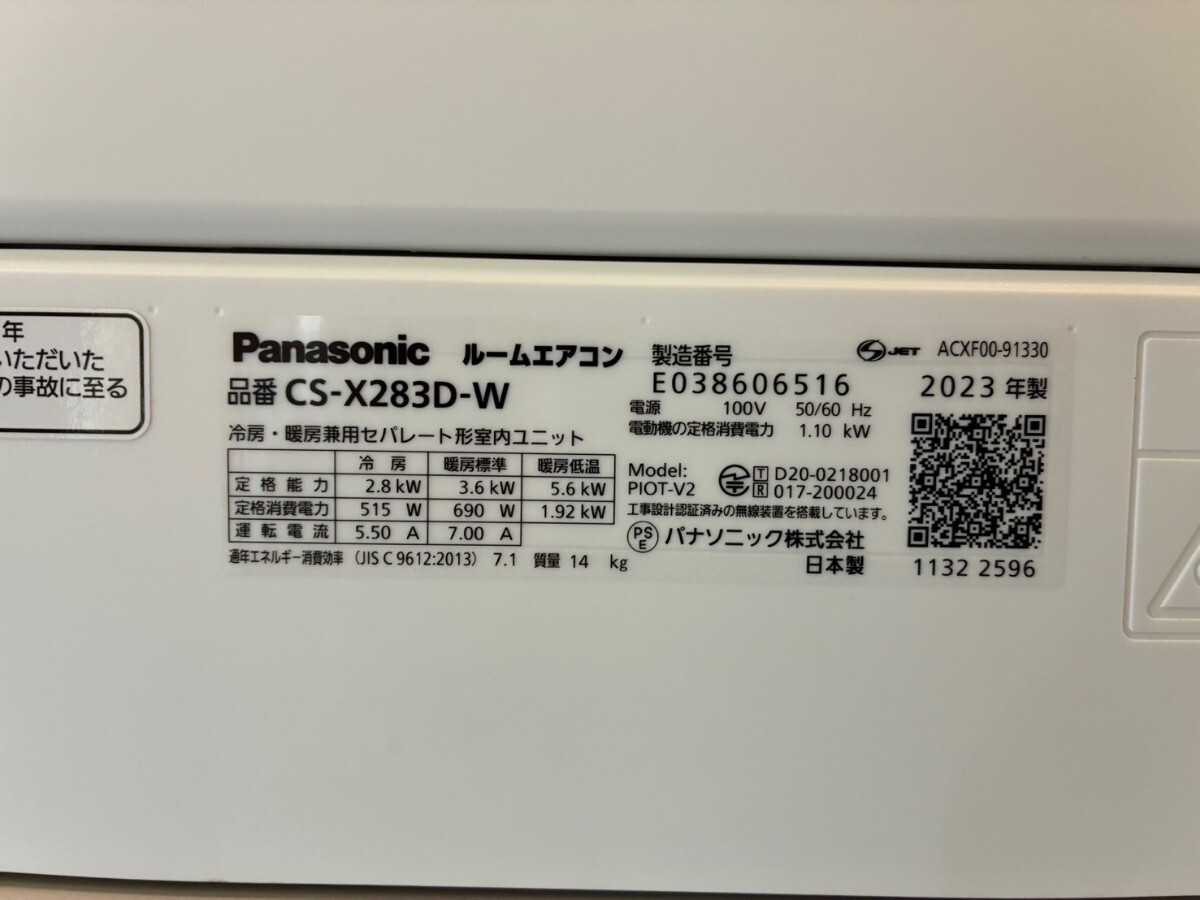 年
いただいた
の事故に至る
Panasonic ルームエアコン
品番 CS-X283D-W
冷房・暖房兼用セパレート形室内ユニット
冷房 暖房標準 暖房低温
定格能力 2.8 kW 3.6 kW 5.6 kW
定格消費電力 515 W 690 W 1.92 kW
運転電流 5.50 A 7.00 A
通年エネルギー消費効率 (JIS C 9612:2013) 7.1 質量 14 kg
製造番号 JET ACXF00-91330
E038606516 2023 年製
電源 100V 50/60 Hz
電動機の定格消費電力 1.10 kW
Model: T D20-0218001
PIOT-V2 R 017-200024
工事設計認証済みの無線装置を搭載しています。
PS E パナソニック株式会社
日本製 1132 2596